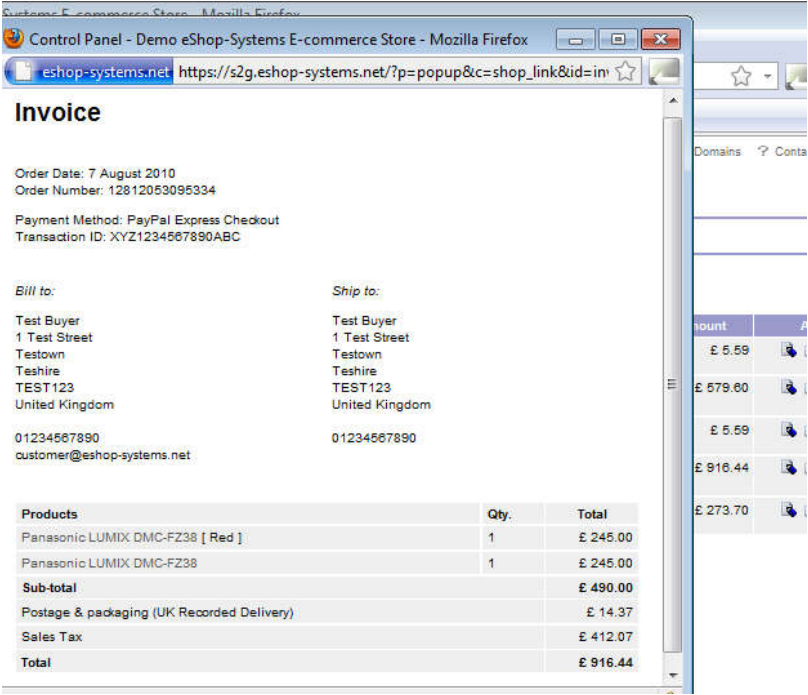 Systems E-commerce Store - Mozilla Firefox
Control Panel - Demo eShop-Systems E-commerce Store - Mozilla Firefox
eshop-systems.net https://s2g.eshop-systems.net/?p=popup&c=shop_link&id=in
Invoice
Order Date: 7 August 2010
Order Number: 12812053095334
Payment Method: PayPal Express Checkout
Transaction ID: XYZ1234567890ABC
Bill to: Ship to:
Test Buyer Test Buyer
1 Test Street 1 Test Street
Testown Testown
Teshire Teshire
TEST123 TEST123
United Kingdom United Kingdom
01234567890 01234567890
customer@eshop-systems.net
Products Qty. Total
Panasonic LUMIX DMC-FZ38 [ Red ] 1 £ 245.00
Panasonic LUMIX DMC-FZ38 1 £ 245.00
Sub-total £ 490.00
Postage & packaging (UK Recorded Delivery) £ 14.37
Sales Tax £ 412.07
Total £ 916.44
Domains ? Conta
mount A
£ 5.59
£ 579.60
£ 5.59
£ 916.44
£ 273.70